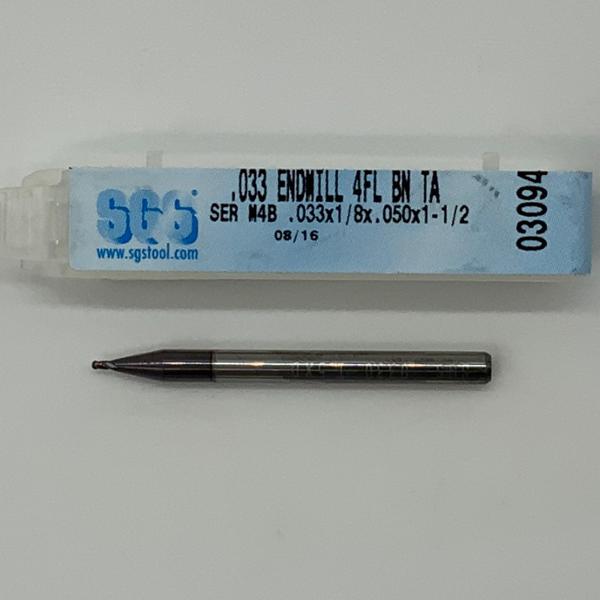 .033 ENDMILL 4FL BN TA
SGS
SER M4B .033x1/8x.050x1-1/2
08/16
www.sgstool.com
03094